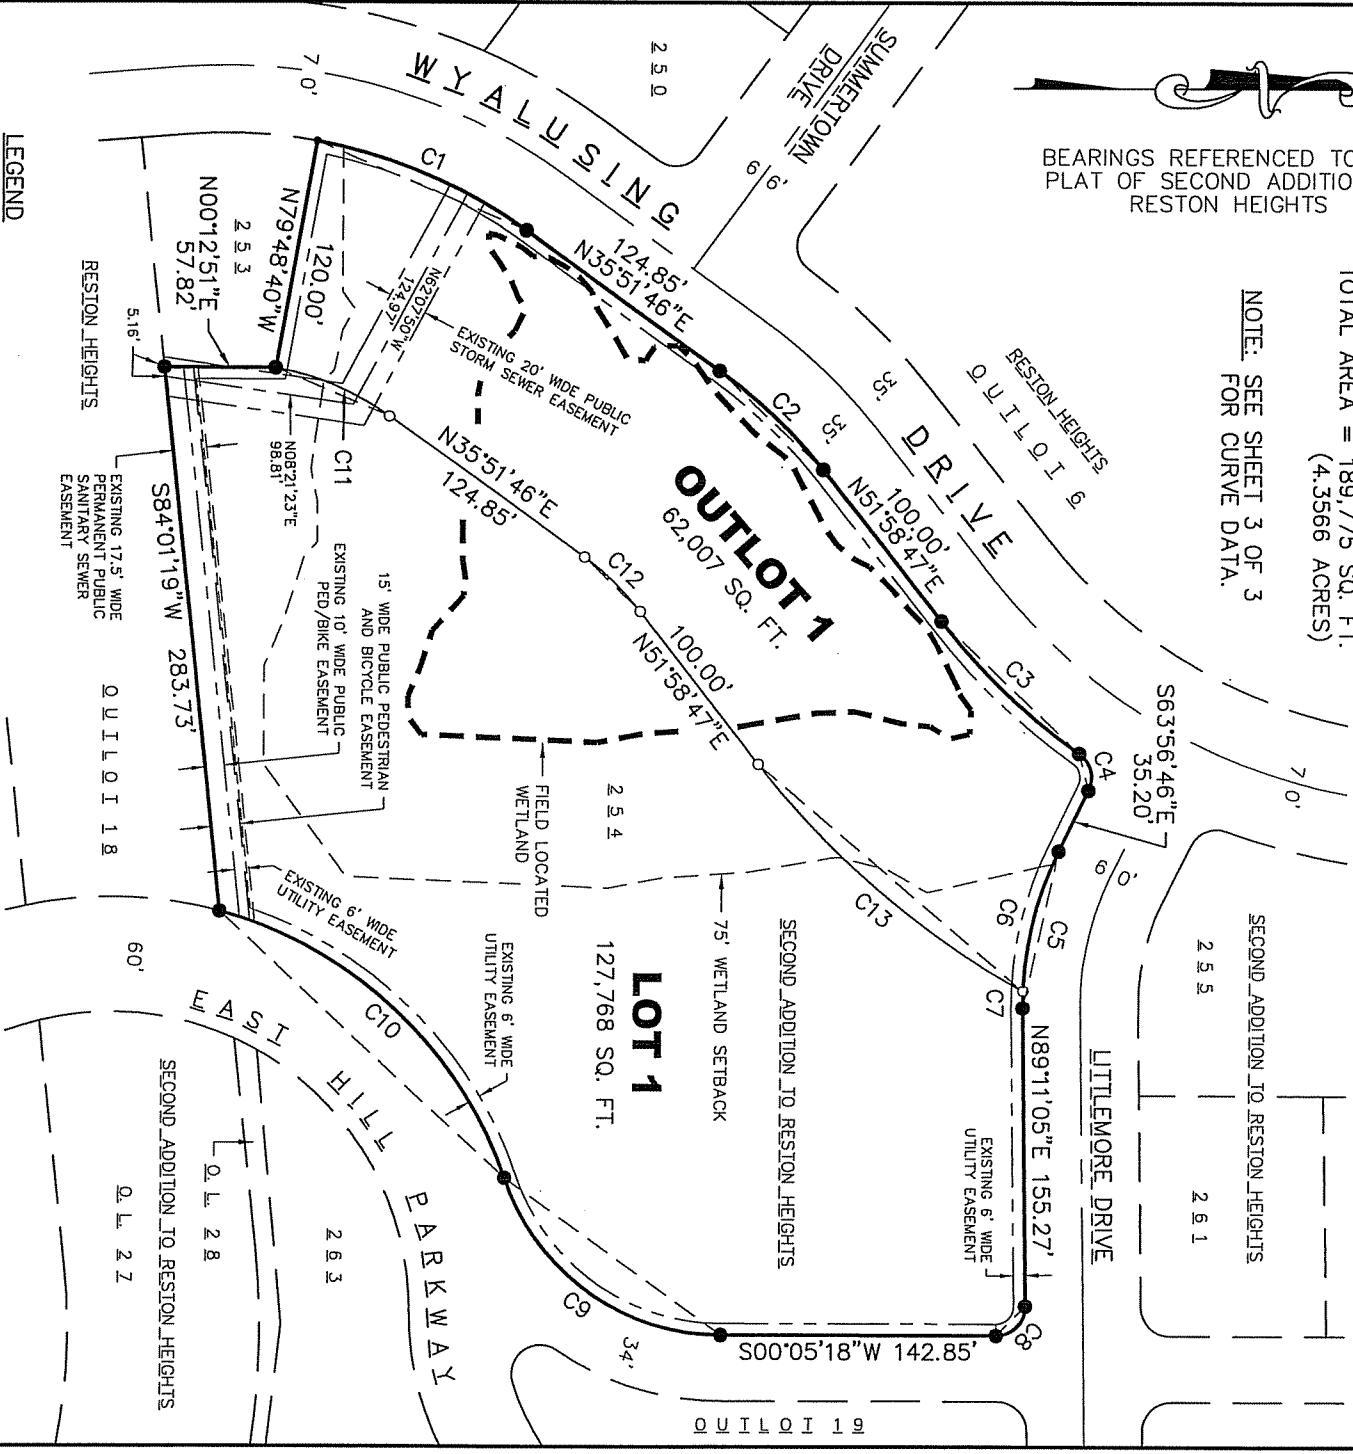 BEARINGS REFERENCED TO
PLAT OF SECOND ADDITIO
RESTON HEIGHTS
TOTAL AREA = 189,775 SQ. FT.
(4.3566 ACRES)
NOTE: SEE SHEET 3 OF 3
FOR CURVE DATA.
SUMMERTOWN
DRIVE
250
66'
WYALUSING
DRIVE
70'
C1
124.85'
N35°51'46"E
C2
35'
35'
RESTON HEIGHTS
OUTLOT 6
100.00'
N51°58'47"E
C3
C4
S63°56'46"E
35.20'
70'
60'
C5
C6
C7
N89°11'05"E 155.27'
LITTLEMORE DRIVE
EXISTING 6' WIDE
UTILITY EASEMENT
C8
SECOND ADDITION TO RESTON HEIGHTS
255
261
S00°05'18"W 142.85'
OUTLOT 19
C9
34'
C10
EAST HILL PARKWAY
60'
EXISTING 6' WIDE
UTILITY EASEMENT
EXISTING 6' WIDE
UTILITY EASEMENT
SECOND ADDITION TO RESTON HEIGHTS
O.L. 28
O.L. 27
263
LOT 1
127,768 SQ. FT.
SECOND ADDITION TO RESTON HEIGHTS
75' WETLAND SETBACK
254
FIELD LOCATED
WETLAND
C13
100.00'
N51°58'47"E
C12
N35°51'46"E
124.85'
C11
OUTLOT 1
62,007 SQ. FT.
EXISTING 20' WIDE PUBLIC
STORM SEWER EASEMENT
N62°07'50"W
124.97'
120.00'
N79°48'40"W
253
N00°12'51"E
57.82'
RESTON HEIGHTS
5.16'
N08°21'23"E
98.81'
15' WIDE PUBLIC PEDESTRIAN
AND BICYCLE EASEMENT
EXISTING 10' WIDE PUBLIC
PED/BIKE EASEMENT
S84°01'19"W 283.73'
EXISTING 17.5' WIDE
PERMANENT PUBLIC
SANITARY SEWER
EASEMENT
OUTLOT 18
LEGEND